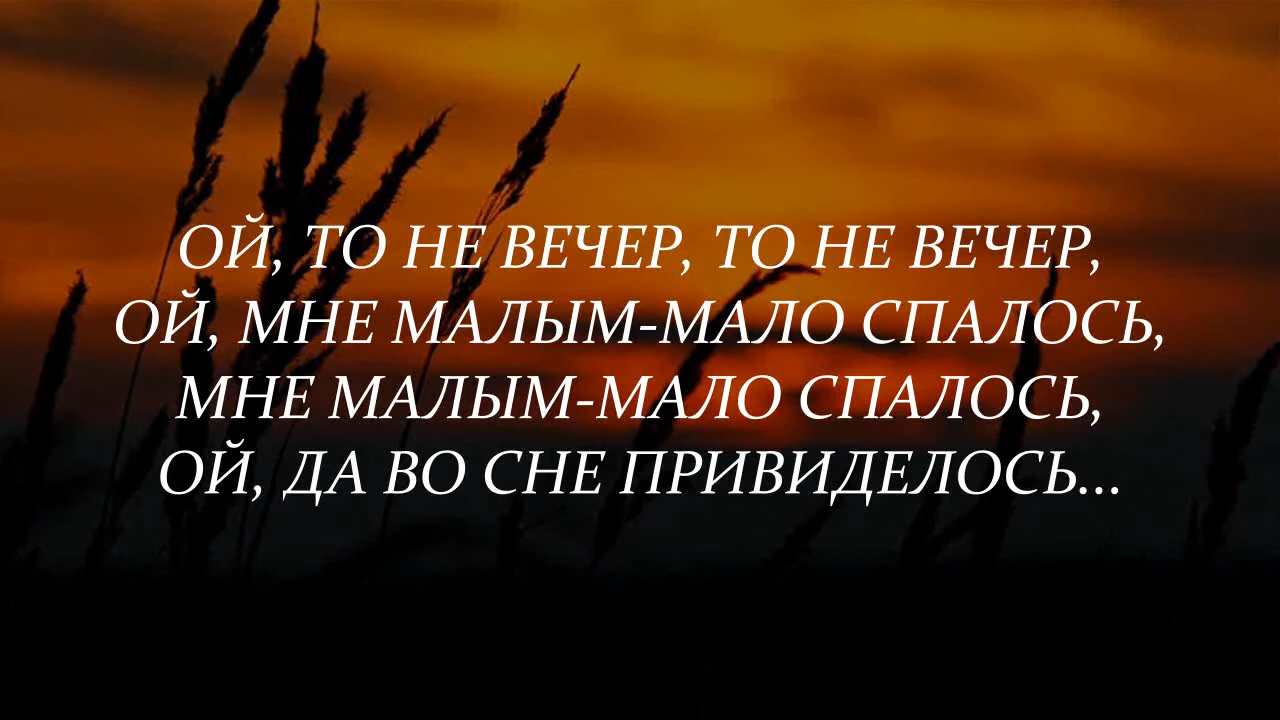 ОЙ, ТО НЕ ВЕЧЕР, ТО НЕ ВЕЧЕР,
ОЙ, МНЕ МАЛЫМ-МАЛО СПАЛОСЬ,
МНЕ МАЛЫМ-МАЛО СПАЛОСЬ,
ОЙ, ДА ВО СНЕ ПРИВИДЕЛОСЬ...